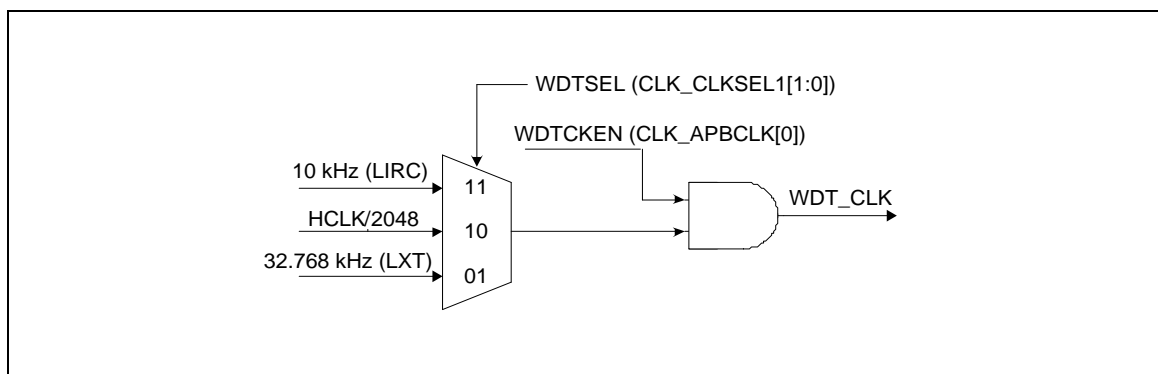 WDTSEL (CLK_CLKSEL1[1:0])
WDTCKEN (CLK_APBCLK[0])
10 kHz (LIRC)
11
WDT_CLK
HCLK/2048
10
32.768 kHz (LXT)
01